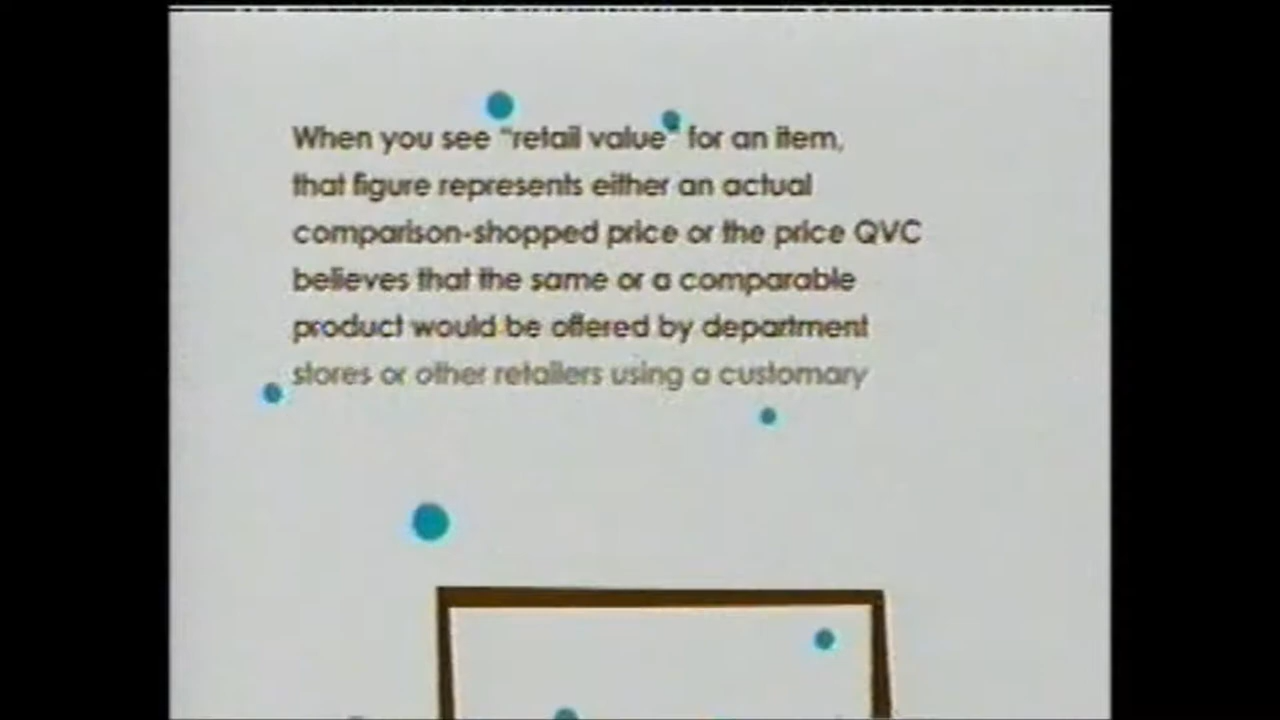 When you see "retail value" for an item,
that figure represents either an actual
comparison-shopped price or the price QVC
believes that the same or a comparable
product would be offered by department
stores or other retailers using a customary